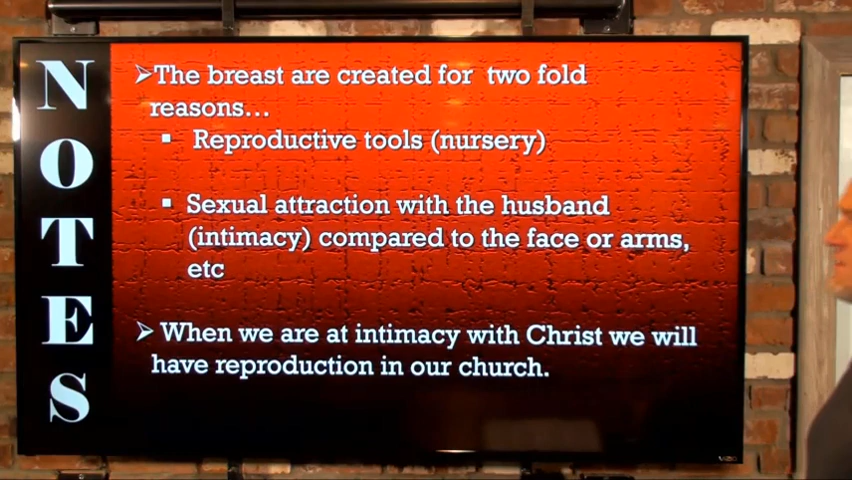 NOTES
➢The breast are created for two fold
reasons...
▪ Reproductive tools (nursery)
▪ Sexual attraction with the husband
(intimacy) compared to the face or arms,
etc
➢ When we are at intimacy with Christ we will
have reproduction in our church.
VIZIO